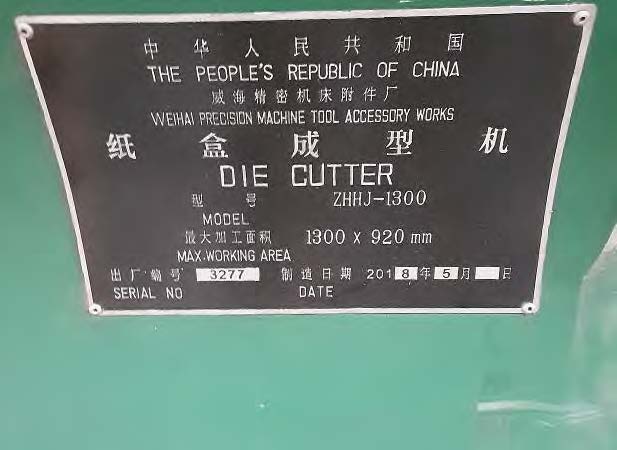 中华人民共和国
THE PEOPLE'S REPUBLIC OF CHINA
威海精密机床附件厂
WEIHAI PRECISION MACHINE TOOL ACCESSORY WORKS
纸盒成型机
DIE CUTTER
型号 ZHHJ-1300
MODEL
最大加工面积 1300 x 920 mm
MAX.WORKING AREA
出厂编号 3277 制造日期 2018年5月 日
SERIAL NO DATE